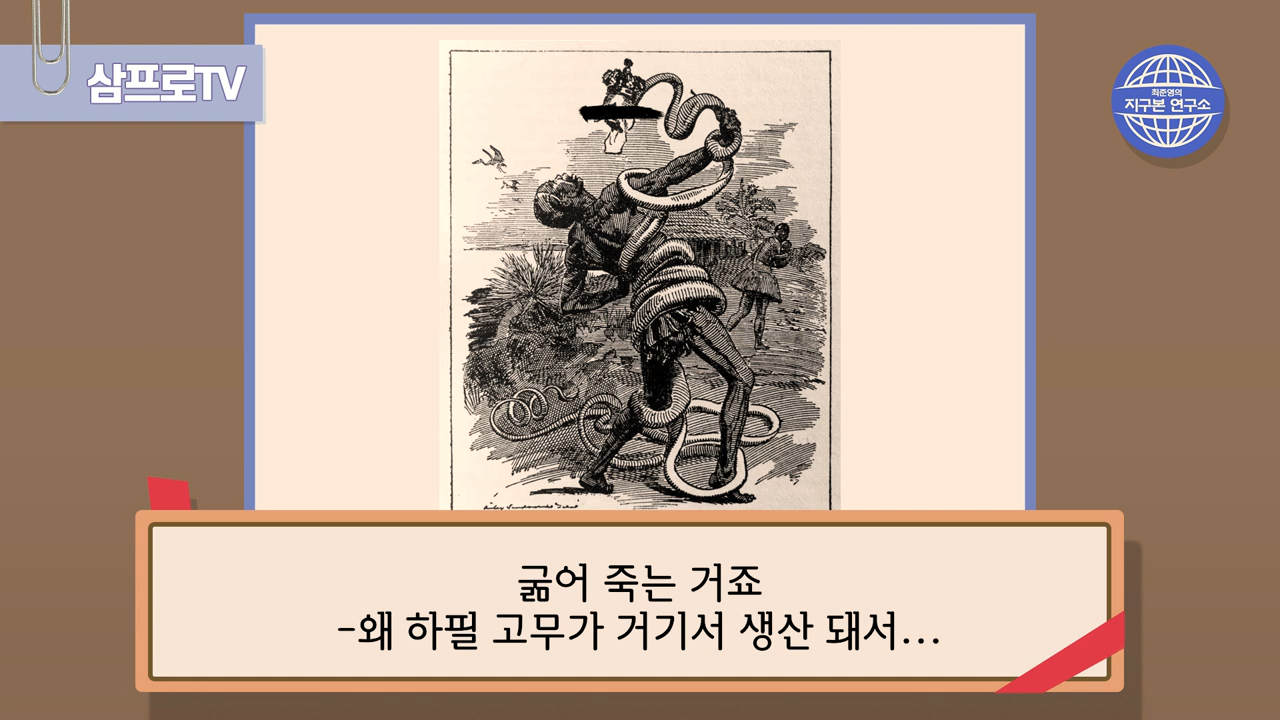 삼프로TV
최준영의
지구본 연구소
굶어 죽는 거죠
-왜 하필 고무가 거기서 생산 돼서...